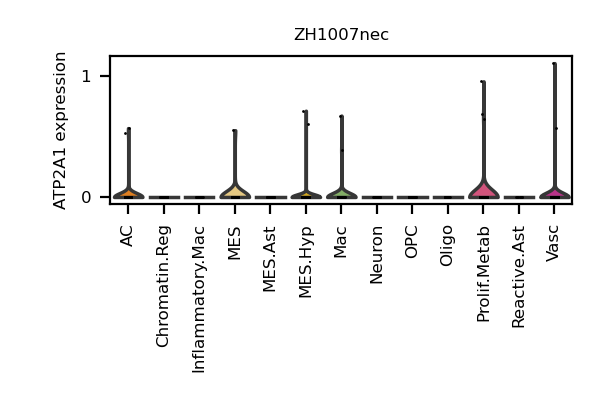 ZH1007nec
ATP2A1 expression
1
0
AC
Chromatin.Reg
Inflammatory.Mac
MES
MES.Ast
MES.Hyp
Mac
Neuron
OPC
Oligo
Prolif.Metab
Reactive.Ast
Vasc